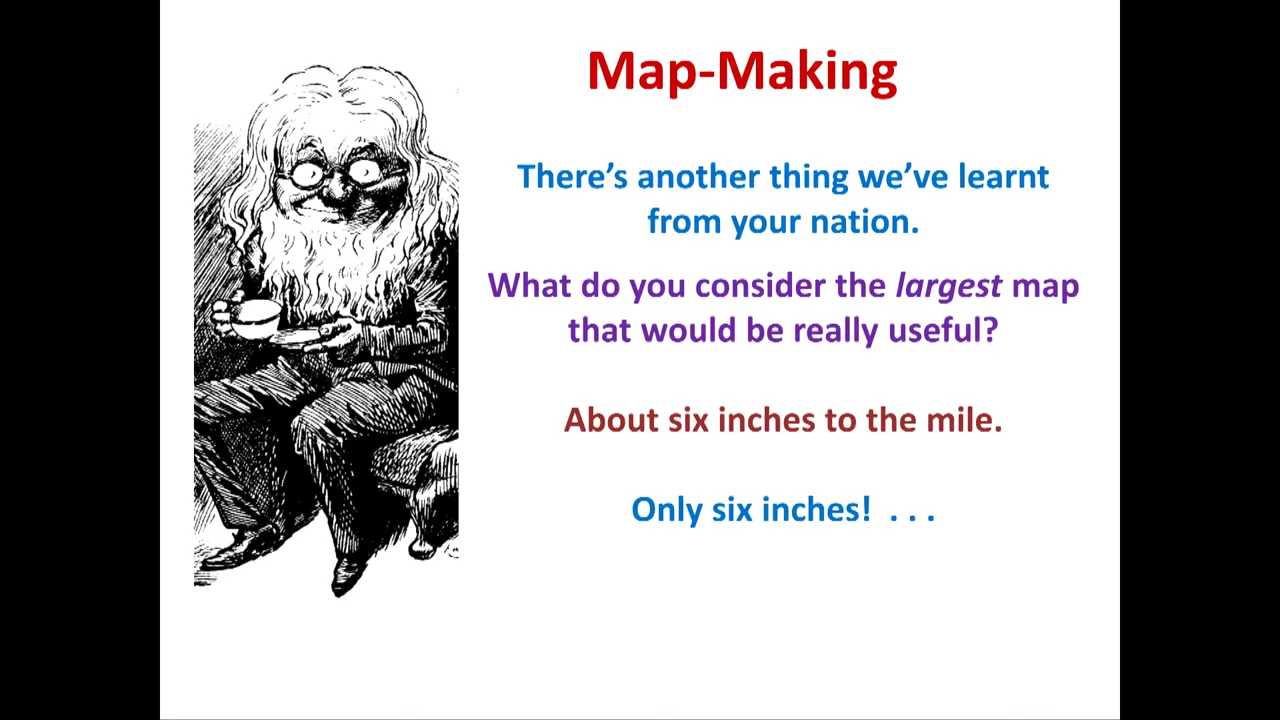 Map-Making
There’s another thing we’ve learnt
from your nation.
What do you consider the largest map
that would be really useful?
About six inches to the mile.
Only six inches!  . . .